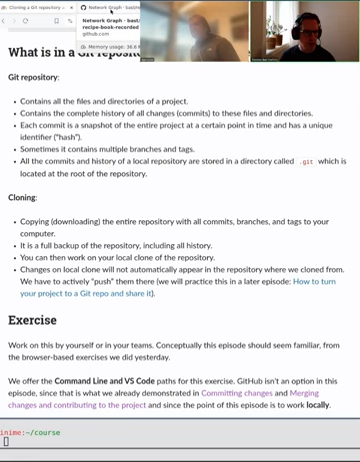 Cloning a Git repository a
Network Graph · bast/re
Network Graph · bast/
recipe-book-recorded
github.com
Memory usage: 36.6
What is in a
Git repository:
• Contains all the files and directories of a project.
• Contains the complete history of all changes (commits) to these files and directories.
• Each commit is a snapshot of the entire project at a certain point in time and has a unique
identifier ("hash").
• Sometimes it contains multiple branches and tags.
• All the commits and history of a local repository are stored in a directory called .git which is
located at the root of the repository.
Cloning:
• Copying (downloading) the entire repository with all commits, branches, and tags to your
computer.
• It is a full backup of the repository, including all history.
• You can then work on your local clone of the repository.
• Changes on local clone will not automatically appear in the repository where we cloned from.
We have to actively "push" them there (we will practice this in a later episode: How to turn
your project to a Git repo and share it).
Exercise
Work on this by yourself or in your teams. Conceptually this episode should seem familiar, from
the browser-based exercises we did yesterday.
We offer the Command Line and VS Code paths for this exercise. GitHub isn't an option in this
episode, since that is what we already demonstrated in Committing changes and Merging
changes and contributing to the project and since the point of this episode is to work locally.
inime:~/course